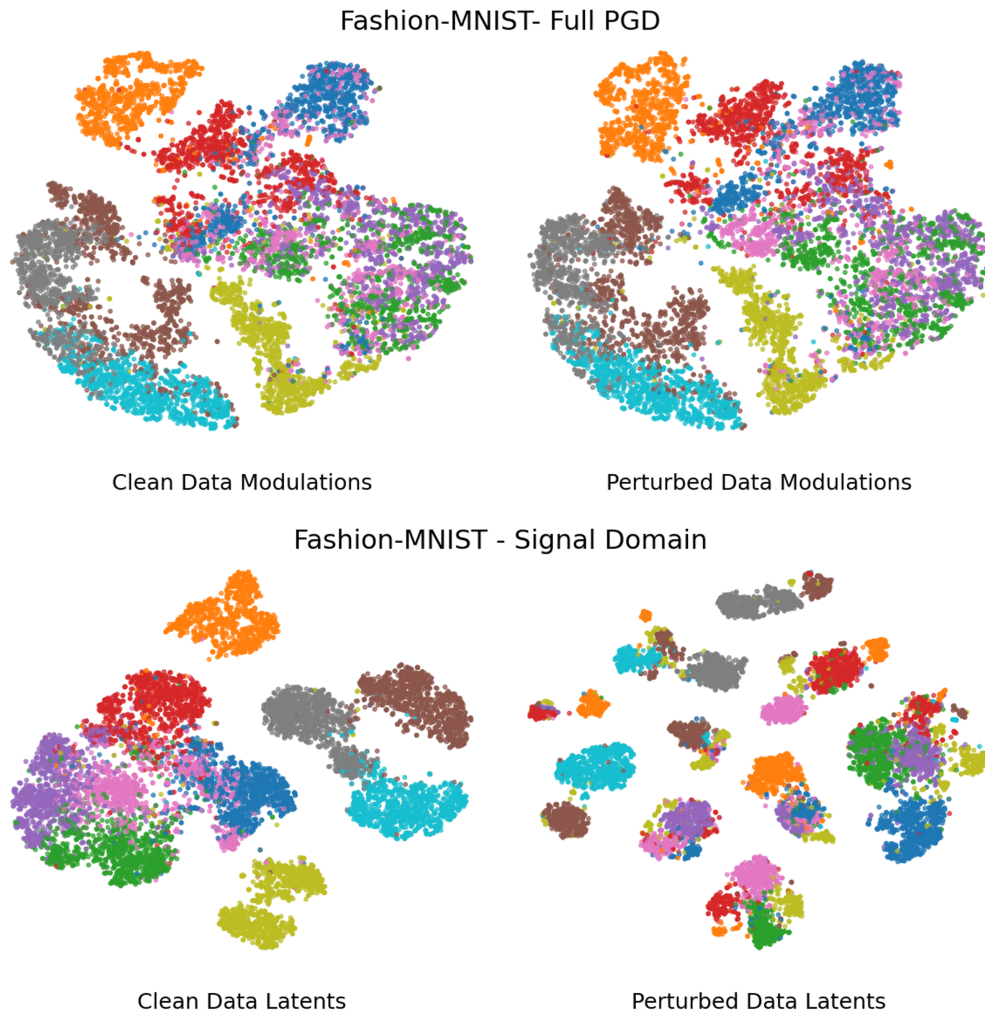 Fashion-MNIST- Full PGD
Clean Data Modulations
Perturbed Data Modulations
Fashion-MNIST - Signal Domain
Clean Data Latents
Perturbed Data Latents